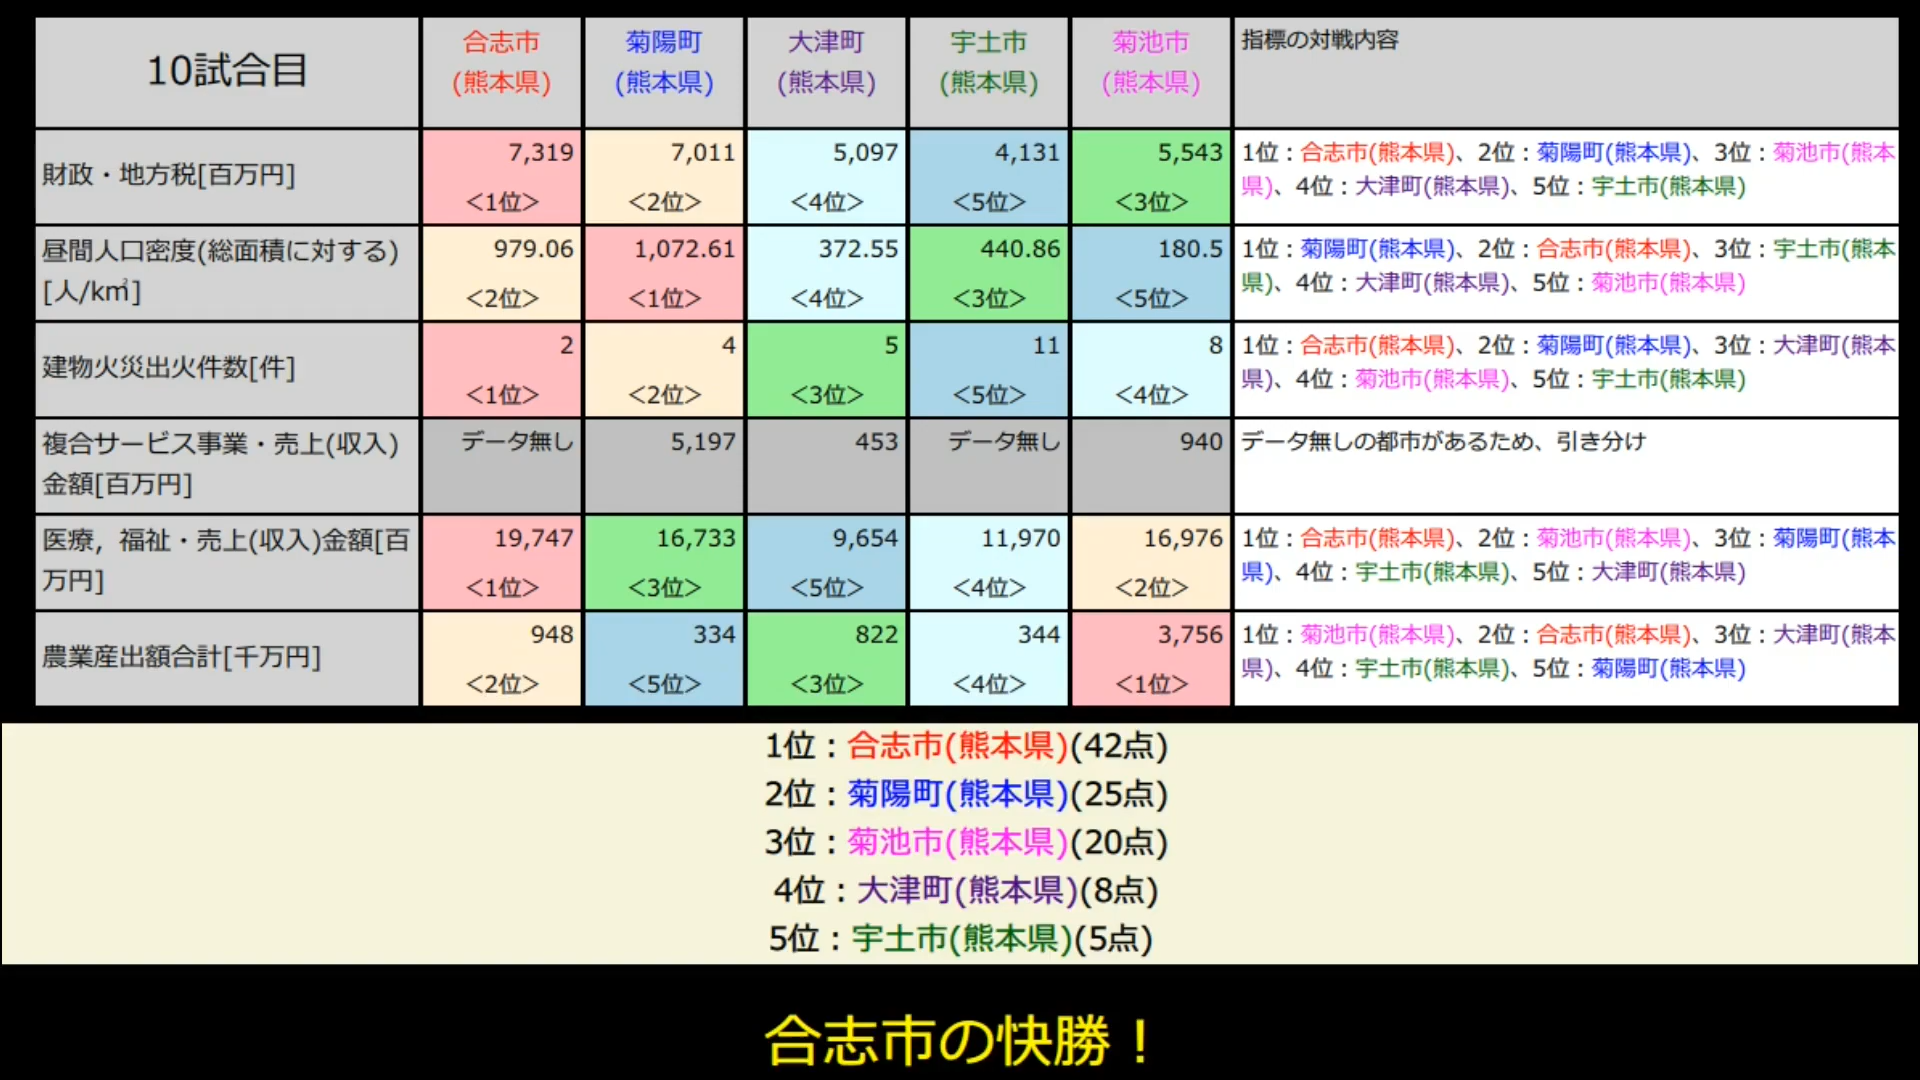 10試合目
合志市
(熊本県)
菊陽町
(熊本県)
大津町
(熊本県)
宇土市
(熊本県)
菊池市
(熊本県)
指標の対戦内容
財政・地方税[百万円]
7,319
<1位>
7,011
<2位>
5,097
<4位>
4,131
<5位>
5,543
<3位>
1位：合志市(熊本県)、2位：菊陽町(熊本県)、3位：菊池市(熊本
県)、4位：大津町(熊本県)、5位：宇土市(熊本県)
昼間人口密度(総面積に対する)
[人/k㎡]
979.06
<2位>
1,072.61
<1位>
372.55
<4位>
440.86
<3位>
180.5
<5位>
1位：菊陽町(熊本県)、2位：合志市(熊本県)、3位：宇土市(熊本
県)、4位：大津町(熊本県)、5位：菊池市(熊本県)
建物火災出火件数[件]
2
<1位>
4
<2位>
5
<3位>
11
<5位>
8
<4位>
1位：合志市(熊本県)、2位：菊陽町(熊本県)、3位：大津町(熊本
県)、4位：菊池市(熊本県)、5位：宇土市(熊本県)
複合サービス事業・売上(収入)
金額[百万円]
データ無し
5,197
453
データ無し
940
データ無しの都市があるため、引き分け
医療，福祉・売上(収入)金額[百
万円]
19,747
<1位>
16,733
<3位>
9,654
<5位>
11,970
<4位>
16,976
<2位>
1位：合志市(熊本県)、2位：菊池市(熊本県)、3位：菊陽町(熊本
県)、4位：宇土市(熊本県)、5位：大津町(熊本県)
農業産出額合計[千万円]
948
<2位>
334
<5位>
822
<3位>
344
<4位>
3,756
<1位>
1位：菊池市(熊本県)、2位：合志市(熊本県)、3位：大津町(熊本
県)、4位：宇土市(熊本県)、5位：菊陽町(熊本県)
1位：合志市(熊本県)(42点)
2位：菊陽町(熊本県)(25点)
3位：菊池市(熊本県)(20点)
4位：大津町(熊本県)(8点)
5位：宇土市(熊本県)(5点)
合志市の快勝！